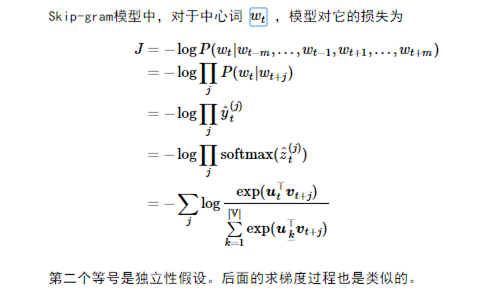 Skip-gram模型中，对于中心词 $w_t$ ，模型对它的损失为
$J = -\log P(w_t|w_{t-m}, \ldots, w_{t-1}, w_{t+1}, \ldots, w_{t+m})$
$= -\log \prod_j P(w_t|w_{t+j})$
$= -\log \prod_j \hat{y}_t^{(j)}$
$= -\log \prod_j \text{softmax}(\hat{z}_t^{(j)})$
$= -\sum_j \log \frac{\exp(\boldsymbol{u}_t^\top \boldsymbol{v}_{t+j})}{\sum_{k=1}^{|\mathbb{V}|} \exp(\boldsymbol{u}_k^\top \boldsymbol{v}_{t+j})}$
第二个等号是独立性假设。后面的求梯度过程也是类似的。